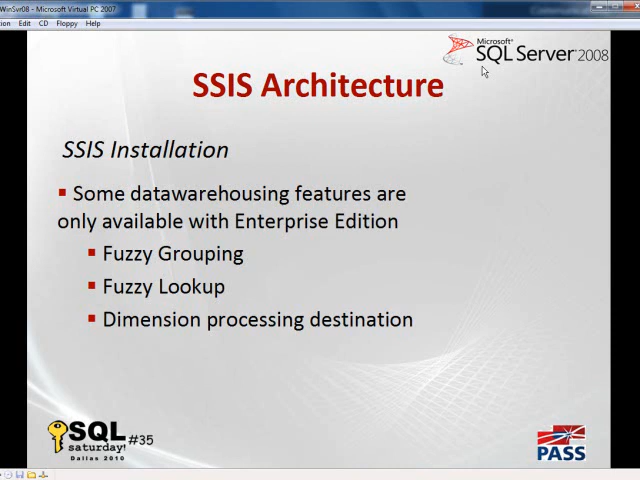 WinSvr08 - Microsoft Virtual PC 2007
tion Edit CD Floppy Help
Microsoft®
SQL Server® 2008
SSIS Architecture
SSIS Installation
▪ Some datawarehousing features are
only available with Enterprise Edition
▪ Fuzzy Grouping
▪ Fuzzy Lookup
▪ Dimension processing destination
SQL
saturday!
#35
Dallas 2010
PASS